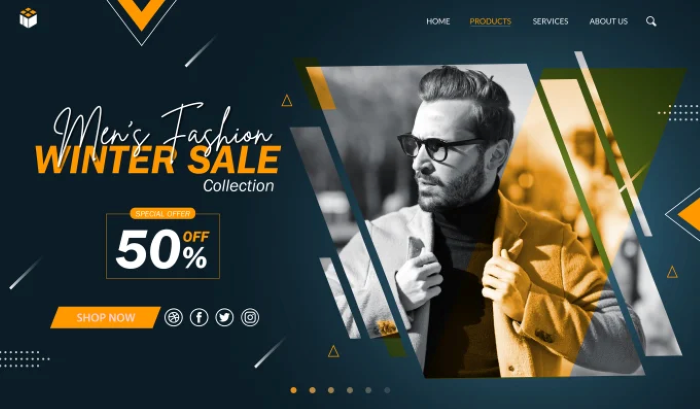 HOME PRODUCTS SERVICES ABOUT US
Men's Fashion
WINTER SALE
Collection
SPECIAL OFFER
50% OFF
SHOP NOW